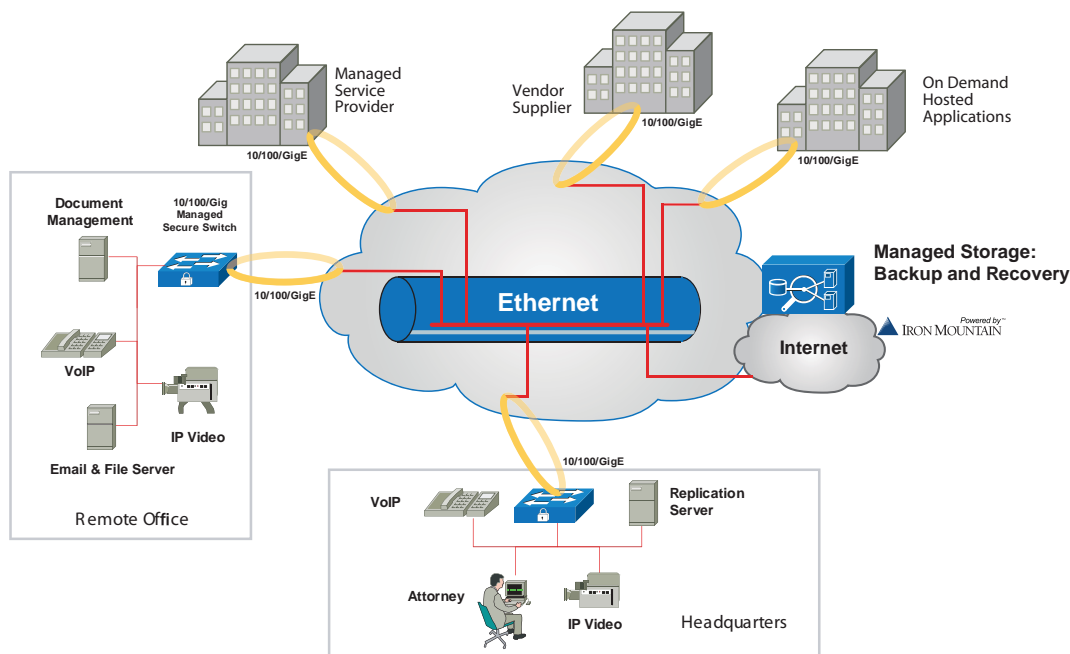 Managed
Service
Provider
10/100/GigE
Vendor
Supplier
10/100/GigE
On Demand
Hosted
Applications
10/100/GigE
Document
Management
10/100/Gig
Managed
Secure Switch
10/100/GigE
VoIP
IP Video
Email & File Server
Remote Office
Ethernet
Managed Storage:
Backup and Recovery
Powered by™
IRON MOUNTAIN™
Internet
10/100/GigE
VoIP
Replication
Server
Attorney
IP Video
Headquarters